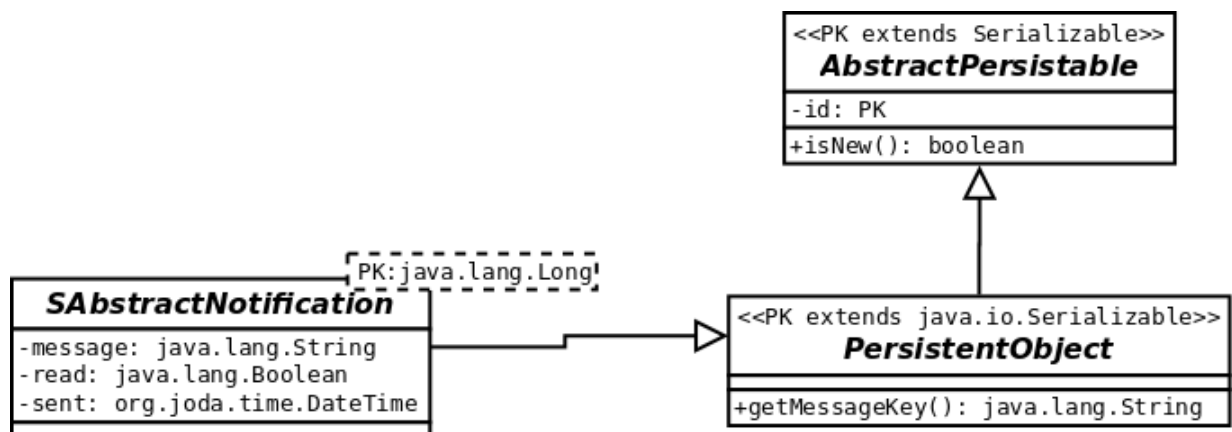 <<PK extends Serializable>>
AbstractPersistable
-id: PK
+isNew(): boolean
PK:java.lang.Long
SAbstractNotification
-message: java.lang.String
-read: java.lang.Boolean
-sent: org.joda.time.DateTime
<<PK extends java.io.Serializable>>
PersistentObject
+getMessageKey(): java.lang.String